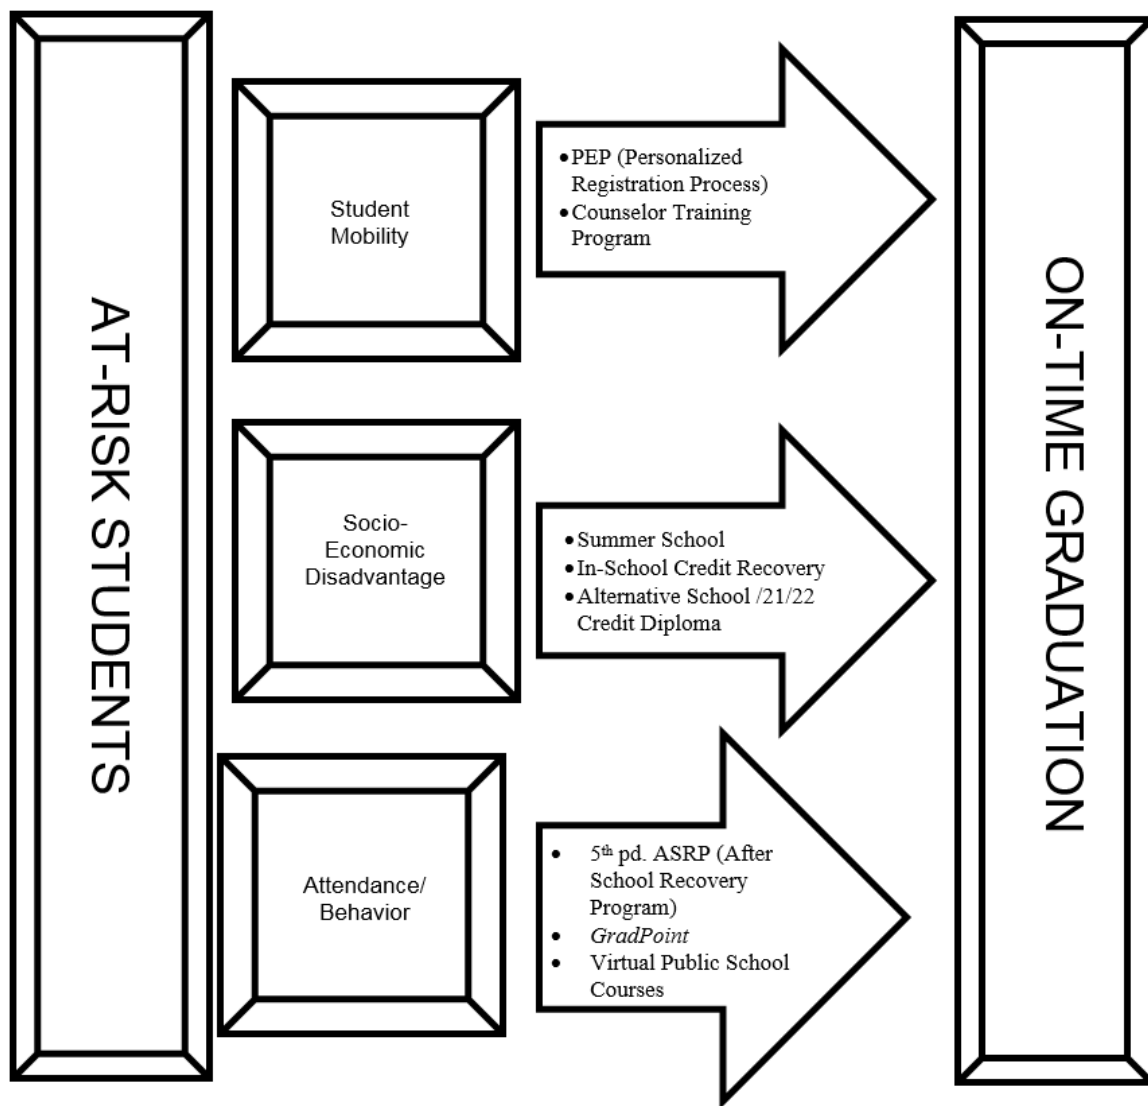 AT-RISK STUDENTS
Student
Mobility
• PEP (Personalized
Registration Process)
• Counselor Training
Program
Socio-
Economic
Disadvantage
• Summer School
• In-School Credit Recovery
• Alternative School /21/22
Credit Diploma
Attendance/
Behavior
• 5th pd. ASRP (After
School Recovery
Program)
• GradPoint
• Virtual Public School
Courses
ON-TIME GRADUATION